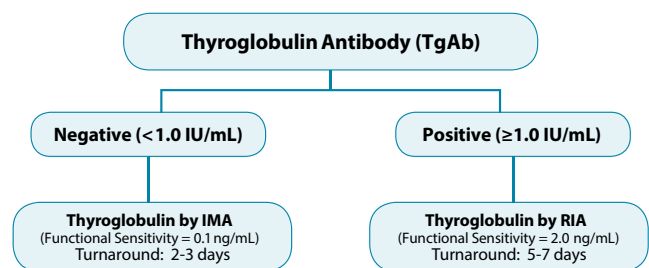 Thyroglobulin Antibody (TgAb)
Negative (<1.0 IU/mL)
Positive (≥1.0 IU/mL)
Thyroglobulin by IMA
(Functional Sensitivity = 0.1 ng/mL)
Turnaround: 2-3 days
Thyroglobulin by RIA
(Functional Sensitivity = 2.0 ng/mL)
Turnaround: 5-7 days